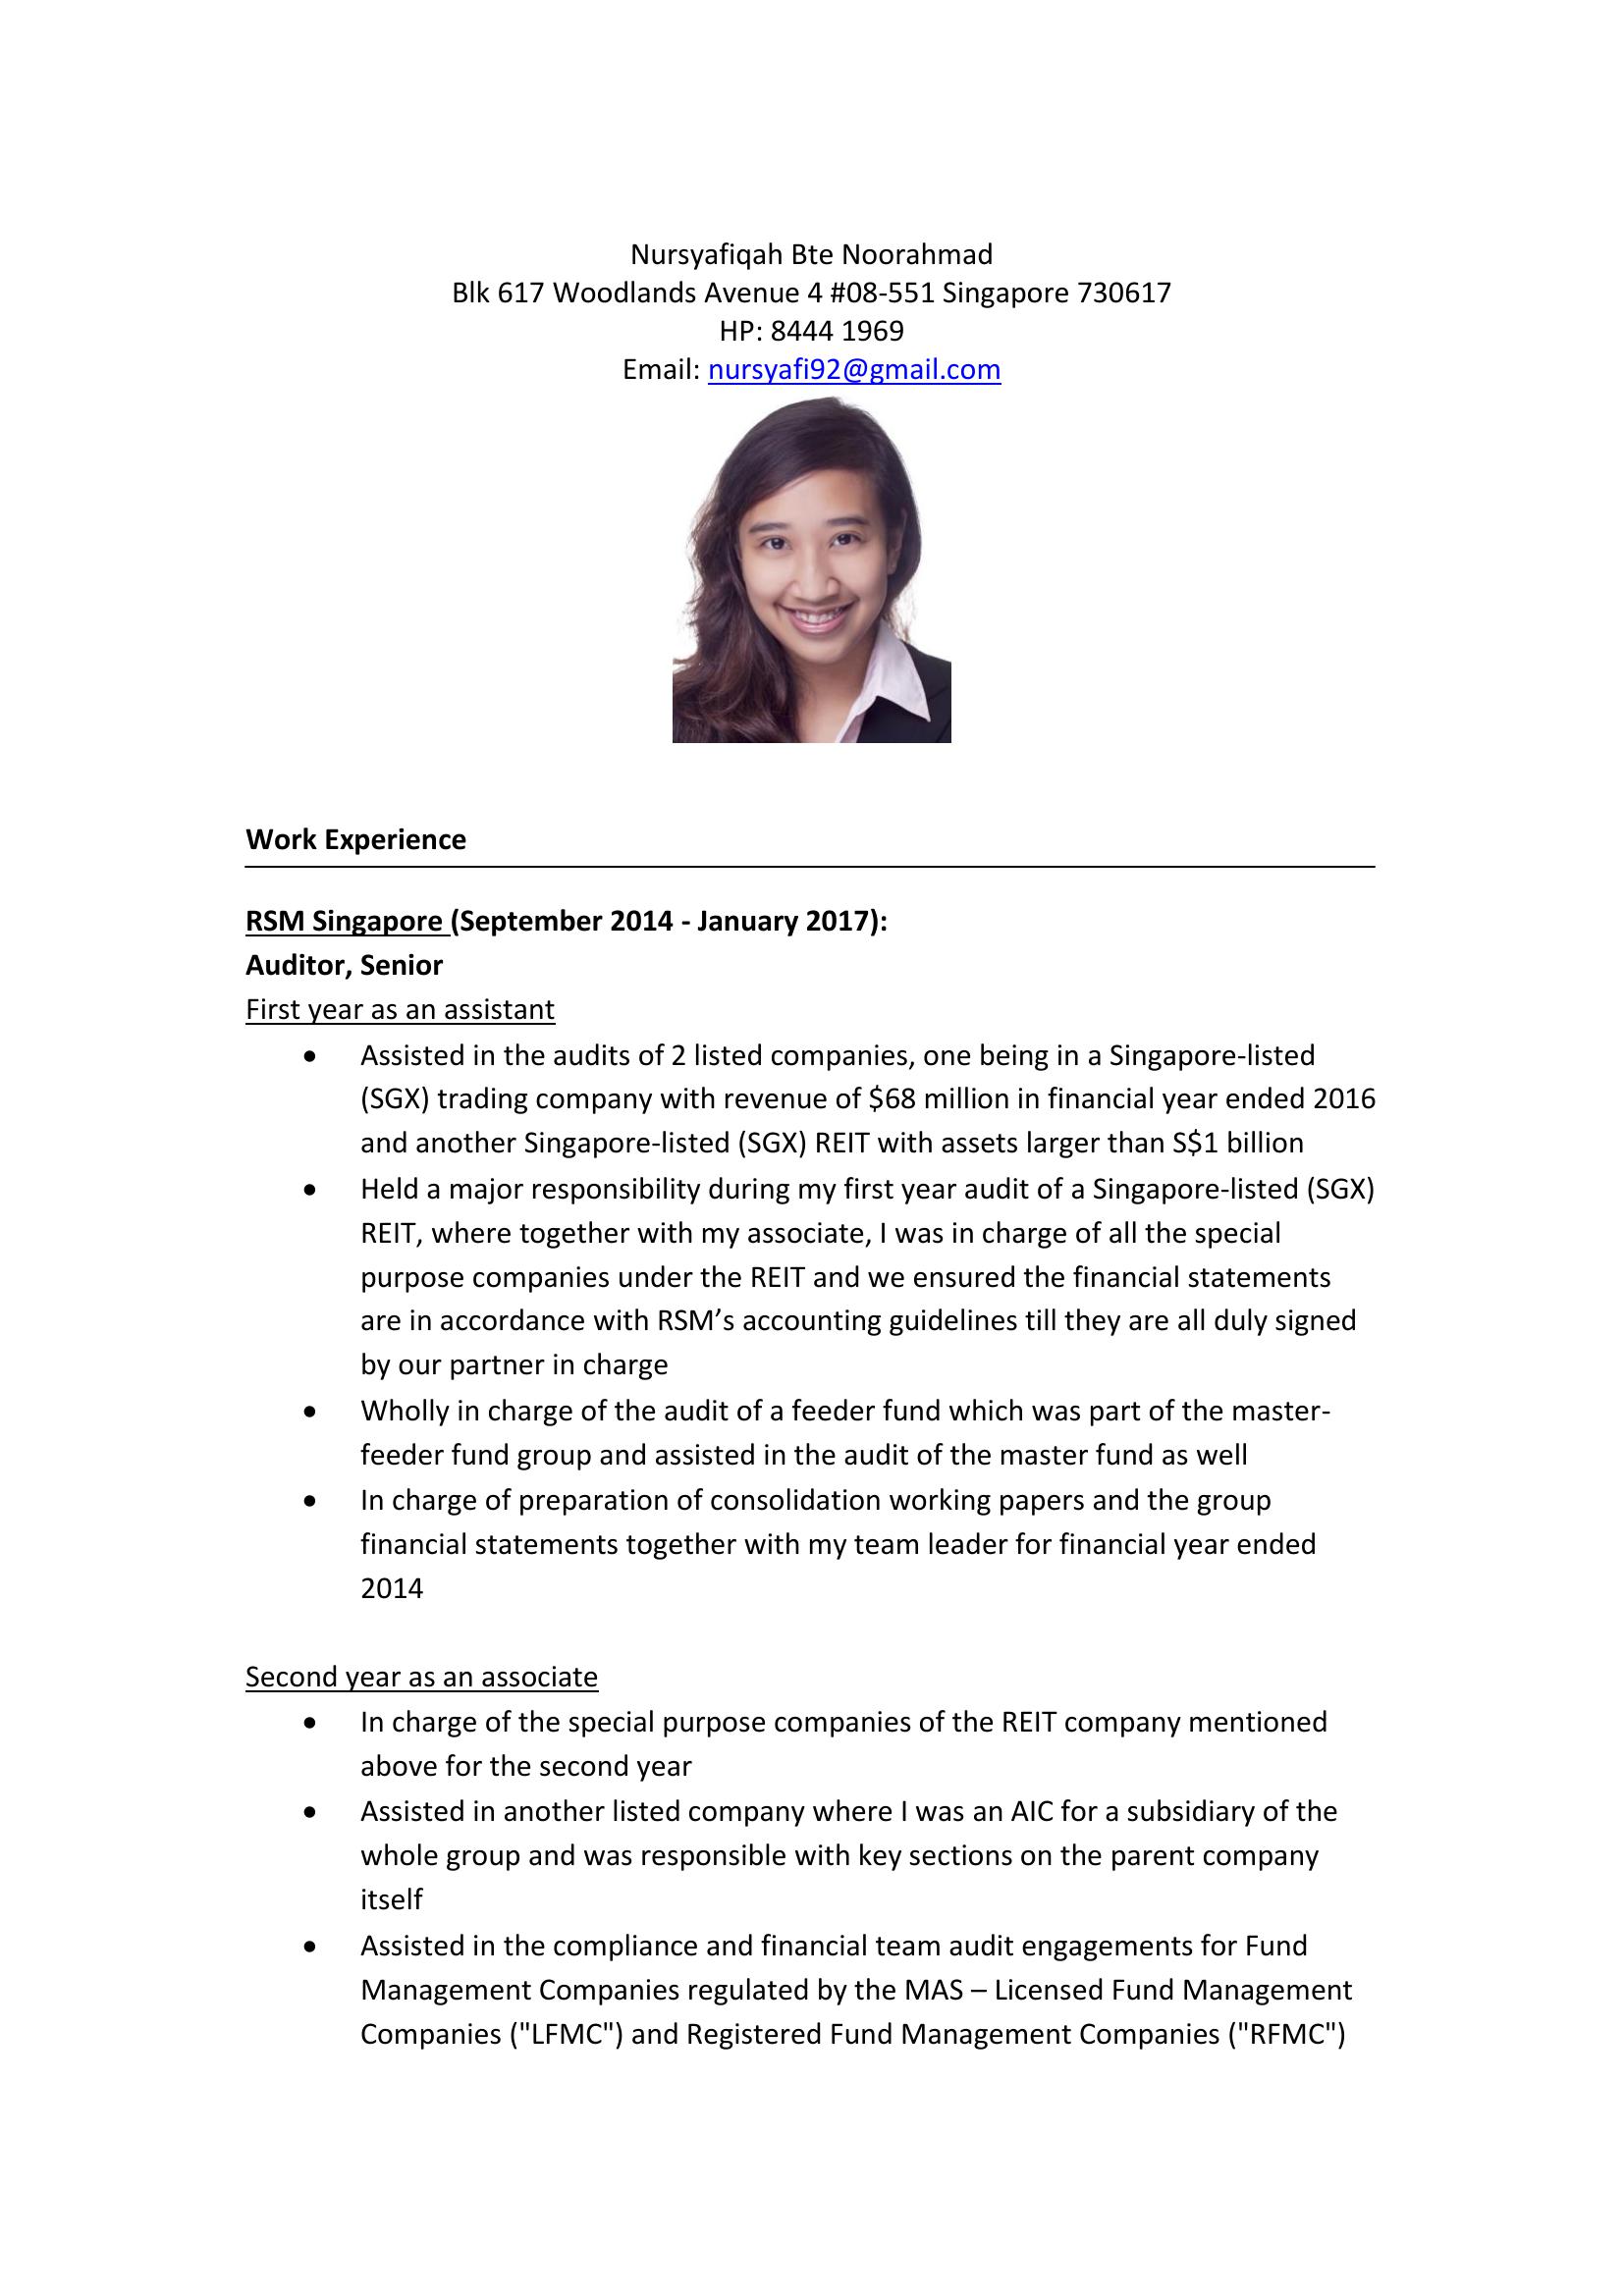 Nursyafiqah Bte Noorahmad
Blk 617 Woodlands Avenue 4 #08-551 Singapore 730617
HP: 8444 1969
Email: nursyafi92@gmail.com
Work Experience
RSM Singapore (September 2014 - January 2017):
Auditor, Senior
First year as an assistant
• Assisted in the audits of 2 listed companies, one being in a Singapore-listed
(SGX) trading company with revenue of $68 million in financial year ended 2016
and another Singapore-listed (SGX) REIT with assets larger than S$1 billion
• Held a major responsibility during my first year audit of a Singapore-listed (SGX)
REIT, where together with my associate, I was in charge of all the special
purpose companies under the REIT and we ensured the financial statements
are in accordance with RSM’s accounting guidelines till they are all duly signed
by our partner in charge
• Wholly in charge of the audit of a feeder fund which was part of the master-
feeder fund group and assisted in the audit of the master fund as well
• In charge of preparation of consolidation working papers and the group
financial statements together with my team leader for financial year ended
2014
Second year as an associate
• In charge of the special purpose companies of the REIT company mentioned
above for the second year
• Assisted in another listed company where I was an AIC for a subsidiary of the
whole group and was responsible with key sections on the parent company
itself
• Assisted in the compliance and financial team audit engagements for Fund
Management Companies regulated by the MAS – Licensed Fund Management
Companies ("LFMC") and Registered Fund Management Companies ("RFMC")